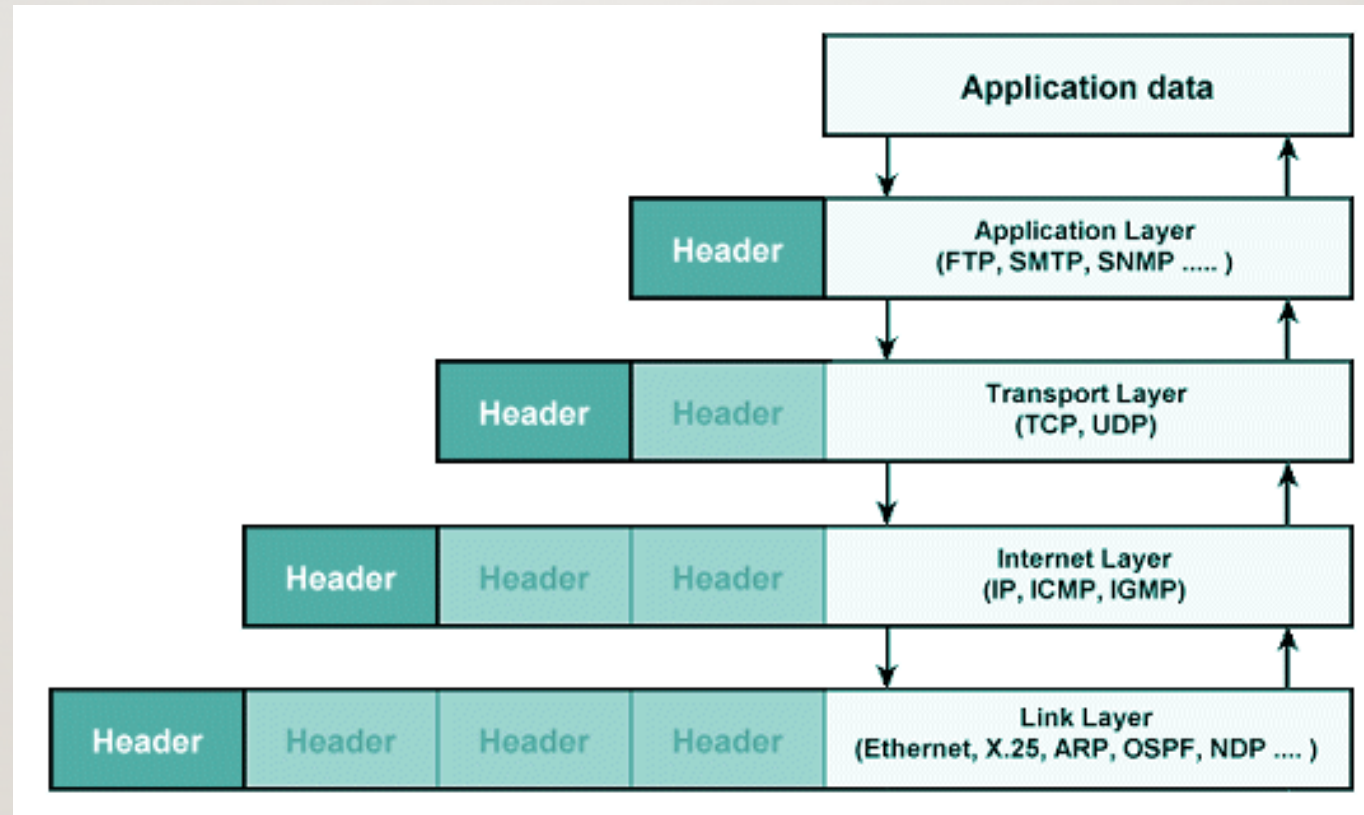 Application data
Header
Application Layer
(FTP, SMTP, SNMP ..... )
Header
Header
Transport Layer
(TCP, UDP)
Header
Header
Header
Internet Layer
(IP, ICMP, IGMP)
Header
Header
Header
Header
Link Layer
(Ethernet, X.25, ARP, OSPF, NDP .... )